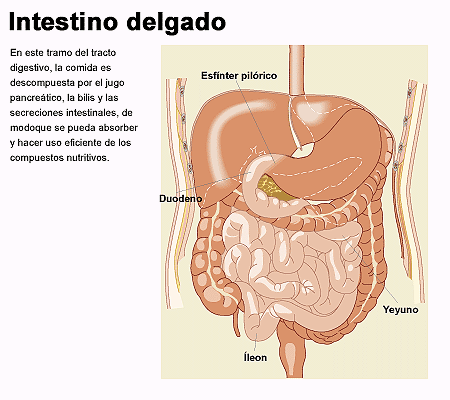 Intestino delgado
En este tramo del tracto
digestivo, la comida es
descompuesta por el jugo
pancreático, la bilis y las
secreciones intestinales, de
modoque se pueda absorber
y hacer uso eficiente de los
compuestos nutritivos.
Esfínter pilórico
Duodeno
Yeyuno
Íleon